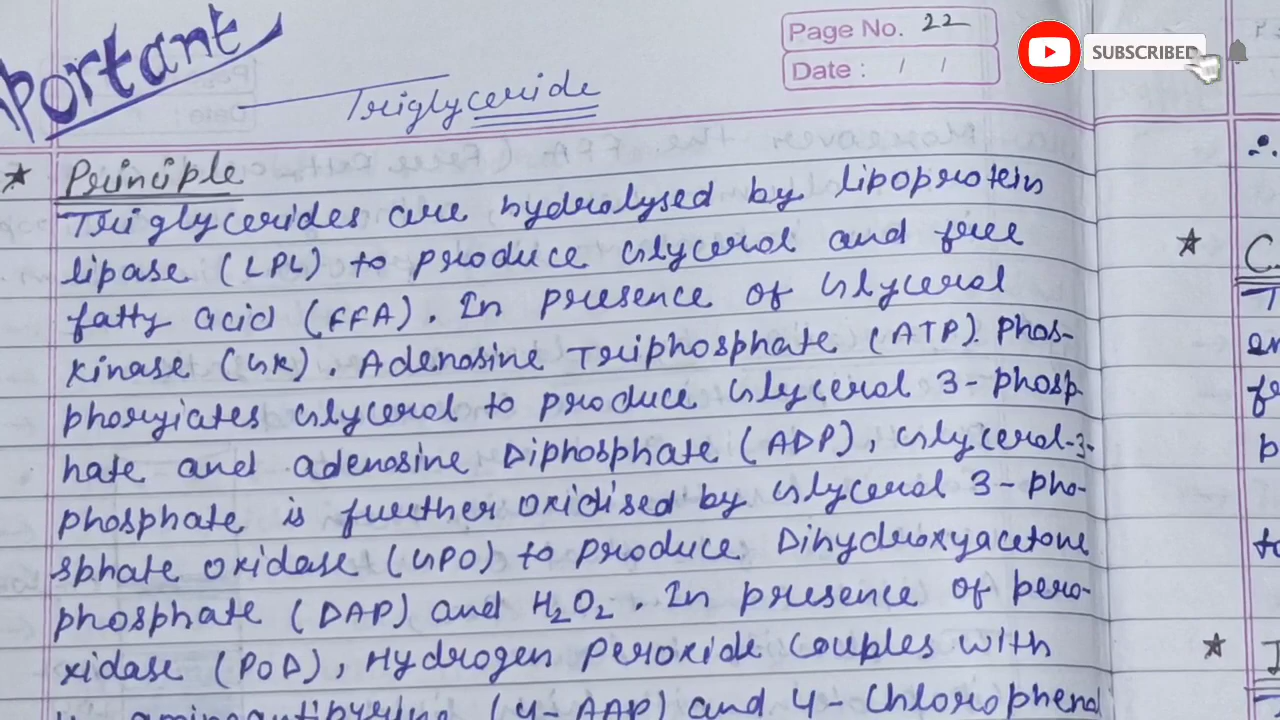 portant
Page No. 22
SUBSCRIBED
Date : / /
Triglyceride
Principle
Triglycerides are hydrolysed by lipoprotein
lipase (LPL) to produce Glycerol and free
fatty acid (FFA). In presence of Glycerol
Kinase (GK). Adenosine Triphosphate (ATP). Phos-
phoryiates Glycerol to produce Glycerol 3-Phosp
hate and adenosine Diphosphate (ADP), Glycerol-3-
phosphate is further oxidised by Glycerol 3-pho-
sphate oxidase (GPO) to produce Dihydroxyacetone
phosphate (DAP) and H2O2. In presence of pero-
xidase (POD), Hydrogen Peroxide Couples with
aminoantipyrine (4-AAP) and 4-Chlorophenol